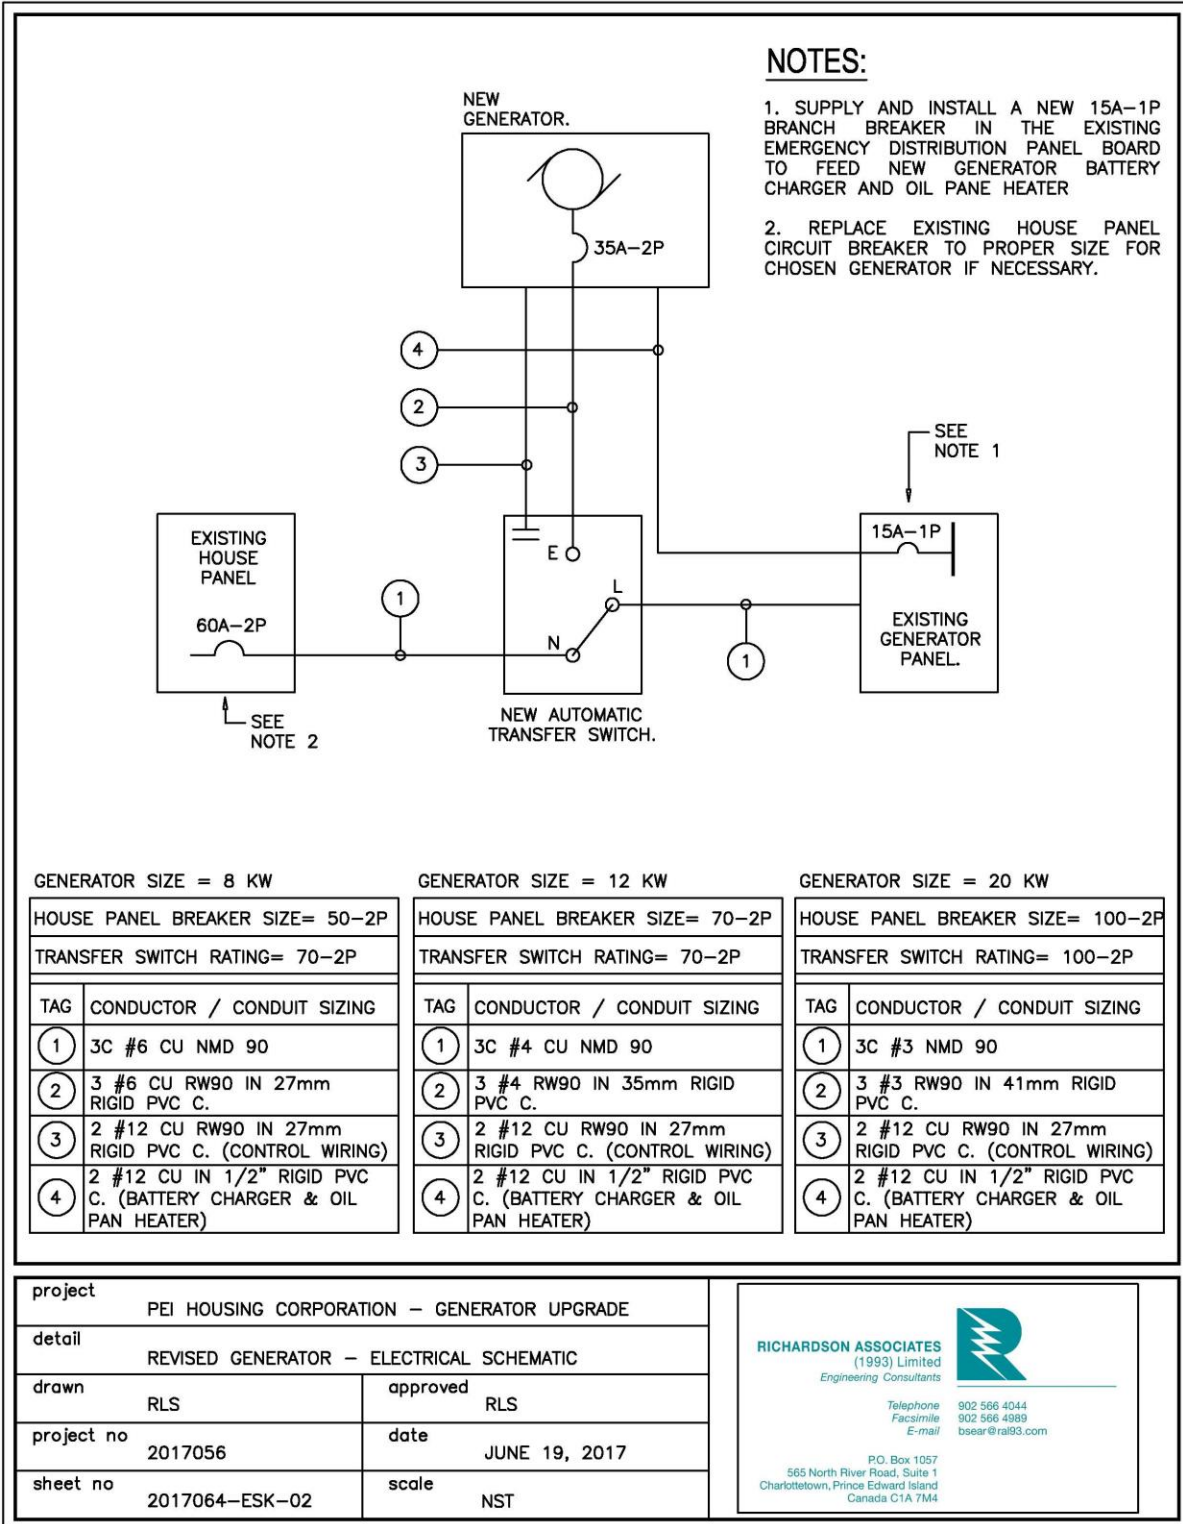 NOTES:
1. SUPPLY AND INSTALL A NEW 15A-1P
BRANCH BREAKER IN THE EXISTING
EMERGENCY DISTRIBUTION PANEL BOARD
TO FEED NEW GENERATOR BATTERY
CHARGER AND OIL PANE HEATER
2. REPLACE EXISTING HOUSE PANEL
CIRCUIT BREAKER TO PROPER SIZE FOR
CHOSEN GENERATOR IF NECESSARY.
NEW
GENERATOR.
35A-2P
4
2
3
SEE
NOTE 1
EXISTING
HOUSE
PANEL
60A-2P
SEE
NOTE 2
1
E
L
N
NEW AUTOMATIC
TRANSFER SWITCH.
1
15A-1P
EXISTING
GENERATOR
PANEL.
GENERATOR SIZE = 8 KW
HOUSE PANEL BREAKER SIZE= 50-2P
TRANSFER SWITCH RATING= 70-2P
TAG CONDUCTOR / CONDUIT SIZING
1 3C #6 CU NMD 90
2 3 #6 CU RW90 IN 27mm
RIGID PVC C.
3 2 #12 CU RW90 IN 27mm
RIGID PVC C. (CONTROL WIRING)
4 2 #12 CU IN 1/2" RIGID PVC
C. (BATTERY CHARGER & OIL
PAN HEATER)
GENERATOR SIZE = 12 KW
HOUSE PANEL BREAKER SIZE= 70-2P
TRANSFER SWITCH RATING= 70-2P
TAG CONDUCTOR / CONDUIT SIZING
1 3C #4 CU NMD 90
2 3 #4 RW90 IN 35mm RIGID
PVC C.
3 2 #12 CU RW90 IN 27mm
RIGID PVC C. (CONTROL WIRING)
4 2 #12 CU IN 1/2" RIGID PVC
C. (BATTERY CHARGER & OIL
PAN HEATER)
GENERATOR SIZE = 20 KW
HOUSE PANEL BREAKER SIZE= 100-2P
TRANSFER SWITCH RATING= 100-2P
TAG CONDUCTOR / CONDUIT SIZING
1 3C #3 NMD 90
2 3 #3 RW90 IN 41mm RIGID
PVC C.
3 2 #12 CU RW90 IN 27mm
RIGID PVC C. (CONTROL WIRING)
4 2 #12 CU IN 1/2" RIGID PVC
C. (BATTERY CHARGER & OIL
PAN HEATER)
project
PEI HOUSING CORPORATION - GENERATOR UPGRADE
detail
REVISED GENERATOR - ELECTRICAL SCHEMATIC
drawn
RLS
approved
RLS
project no
2017056
date
JUNE 19, 2017
sheet no
2017064-ESK-02
scale
NST
RICHARDSON ASSOCIATES
(1993) Limited
Engineering Consultants
R
Telephone 902 566 4044
Facsimile 902 566 4989
E-mail bsear@ral93.com
P.O. Box 1057
565 North River Road, Suite 1
Charlottetown, Prince Edward Island
Canada C1A 7M4